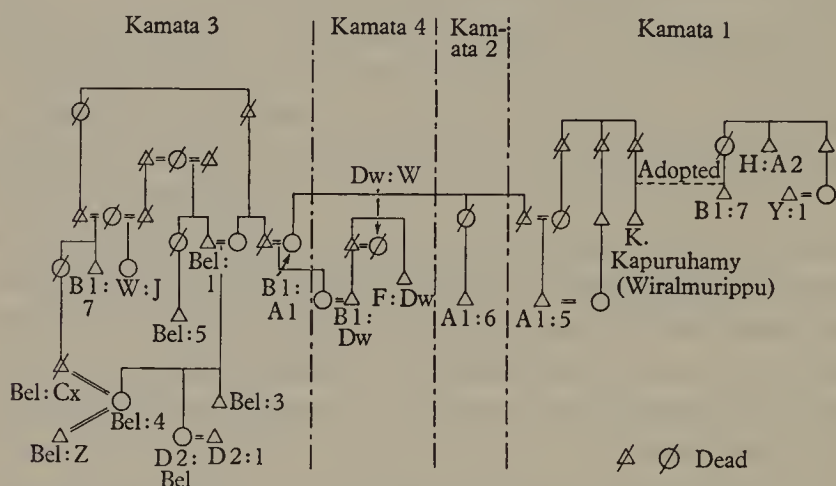 Kamata 3
Kamata 4
Kam-
ata 2
Kamata 1
Dw:W
Adopted
H:A2
B1:7
Y:1
K.
Kapuruhamy
(Wiralmurippu)
B1:
7
W:J
Bel:
1
B1:
A1
Bel:5
B1:
Dw
F:Dw
A1:6
A1:5
Bel:Cx
Bel:4
Bel:3
Bel:Z
D2:
Bel
D2:1
Dead